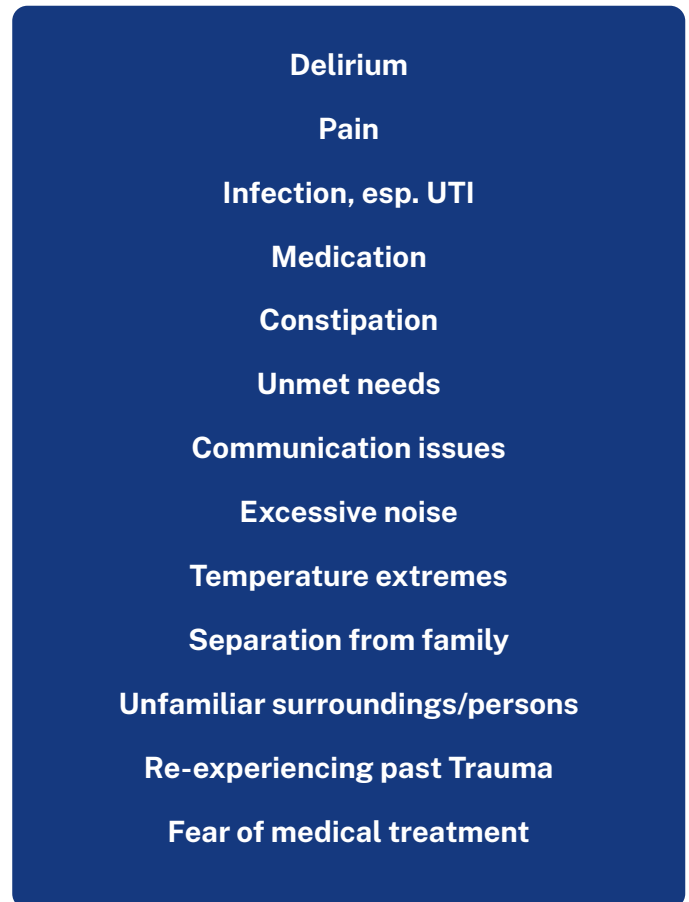 Delirium
Pain
Infection, esp. UTI
Medication
Constipation
Unmet needs
Communication issues
Excessive noise
Temperature extremes
Separation from family
Unfamiliar surroundings/persons
Re-experiencing past Trauma
Fear of medical treatment